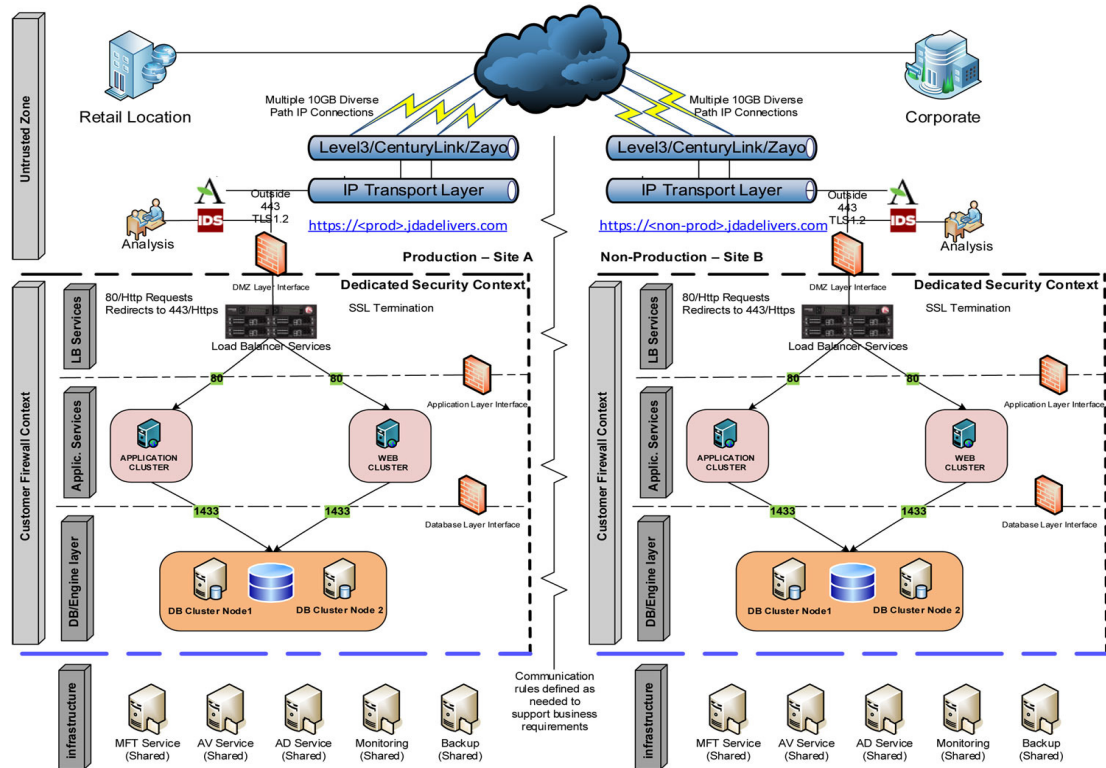 Untrusted Zone
Retail Location
Corporate
Multiple 10GB Diverse
Path IP Connections
Multiple 10GB Diverse
Path IP Connections
Level3/CenturyLink/Zayo
Level3/CenturyLink/Zayo
IP Transport Layer
IP Transport Layer
A
IDS
Outside
443
TLS1.2
Analysis
https://<prod>.jdadelivers.com
https://<non-prod>.jdadelivers.com
Outside
443
TLS1.2
A
IDS
Analysis
Production – Site A
Non-Production – Site B
Customer Firewall Context
LB Services
DMZ Layer Interface
Dedicated Security Context
80/Http Requests
Redirects to 443/Https
SSL Termination
Load Balancer Services
80
80
Application Layer Interface
Applic. Services
APPLICATION
CLUSTER
WEB
CLUSTER
1433
1433
Database Layer Interface
DB/Engine layer
DB Cluster Node1
DB Cluster Node 2
Customer Firewall Context
LB Services
DMZ Layer Interface
Dedicated Security Context
80/Http Requests
Redirects to 443/Https
SSL Termination
Load Balancer Services
80
80
Application Layer Interface
Applic. Services
APPLICATION
CLUSTER
WEB
CLUSTER
1433
1433
Database Layer Interface
DB/Engine layer
DB Cluster Node1
DB Cluster Node 2
infrastructure
MFT Service
(Shared)
AV Service
(Shared)
AD Service
(Shared)
Monitoring
(Shared)
Backup
(Shared)
Communication
rules defined as
needed to
support business
requirements
infrastructure
MFT Service
(Shared)
AV Service
(Shared)
AD Service
(Shared)
Monitoring
(Shared)
Backup
(Shared)